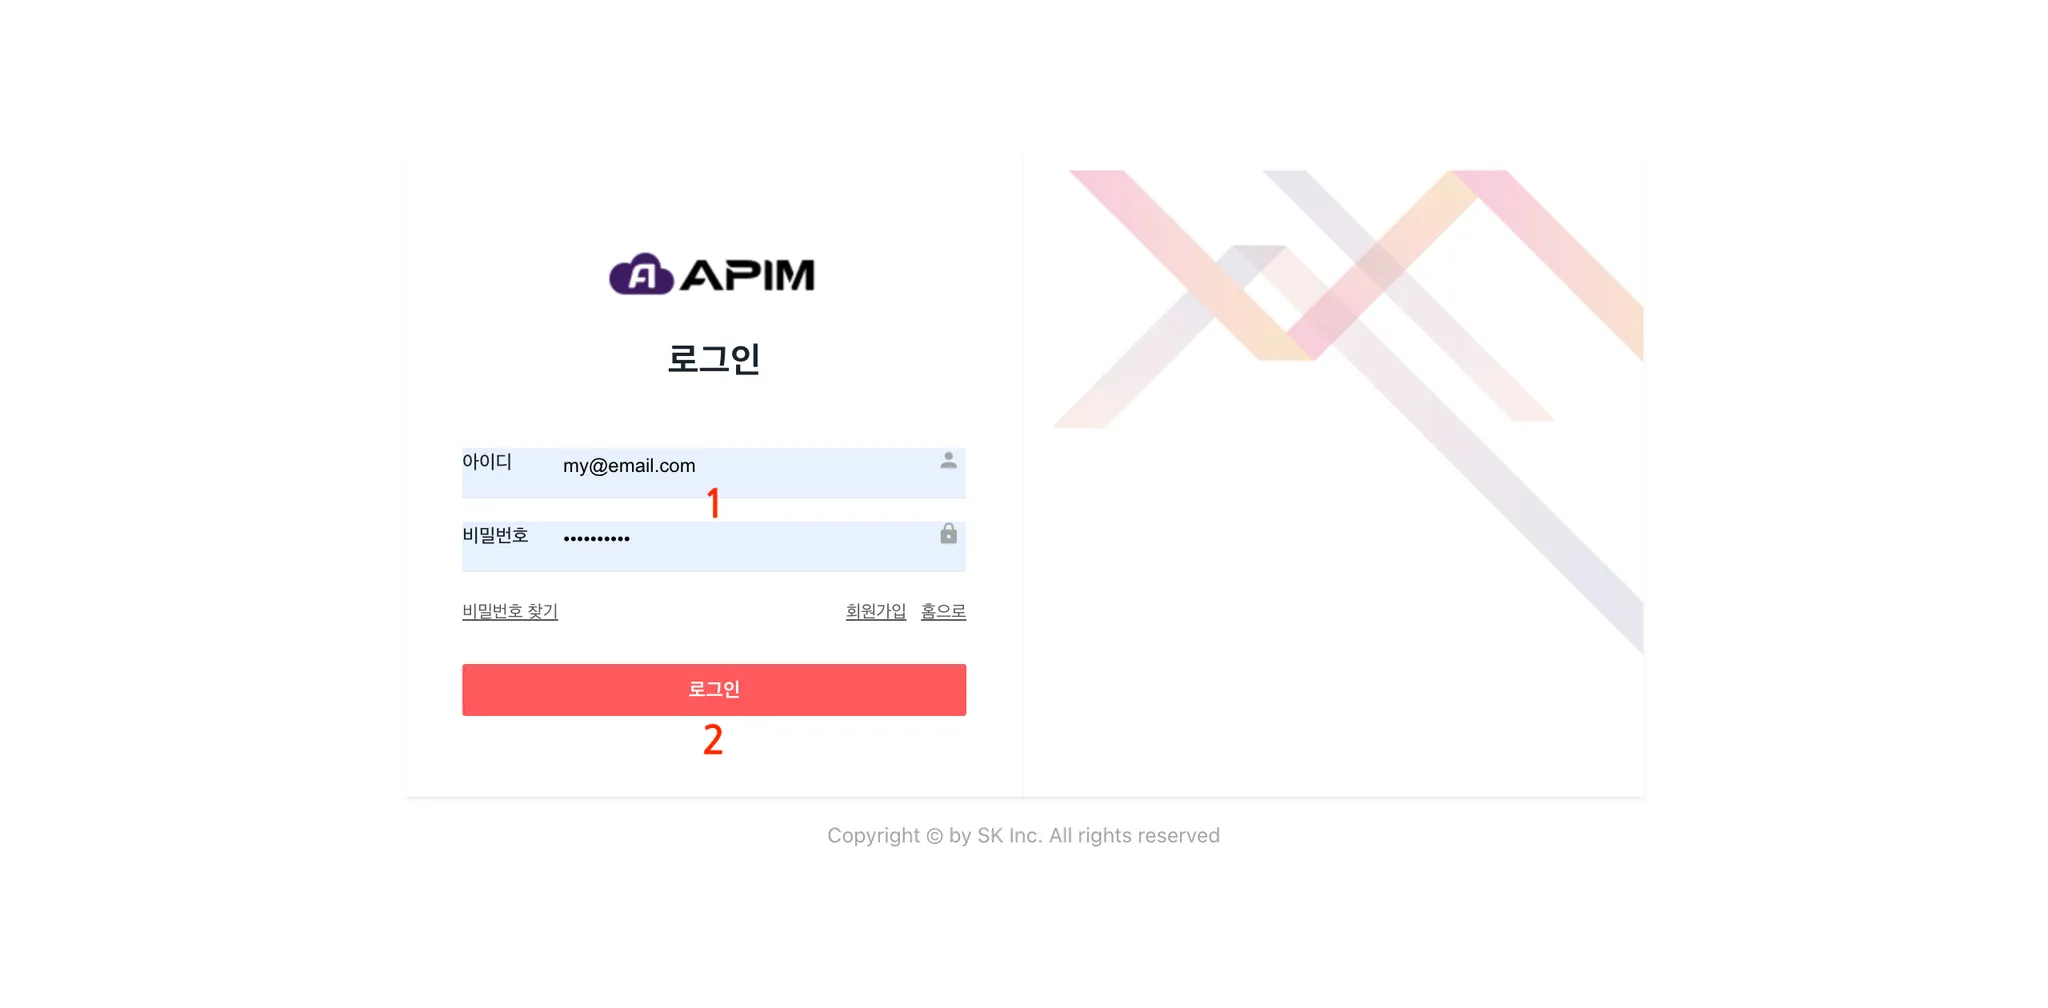 APIM
로그인
아이디 my@email.com
1
비밀번호 ••••••••••
비밀번호 찾기 회원가입 홈으로
로그인
2
Copyright © by SK Inc. All rights reserved